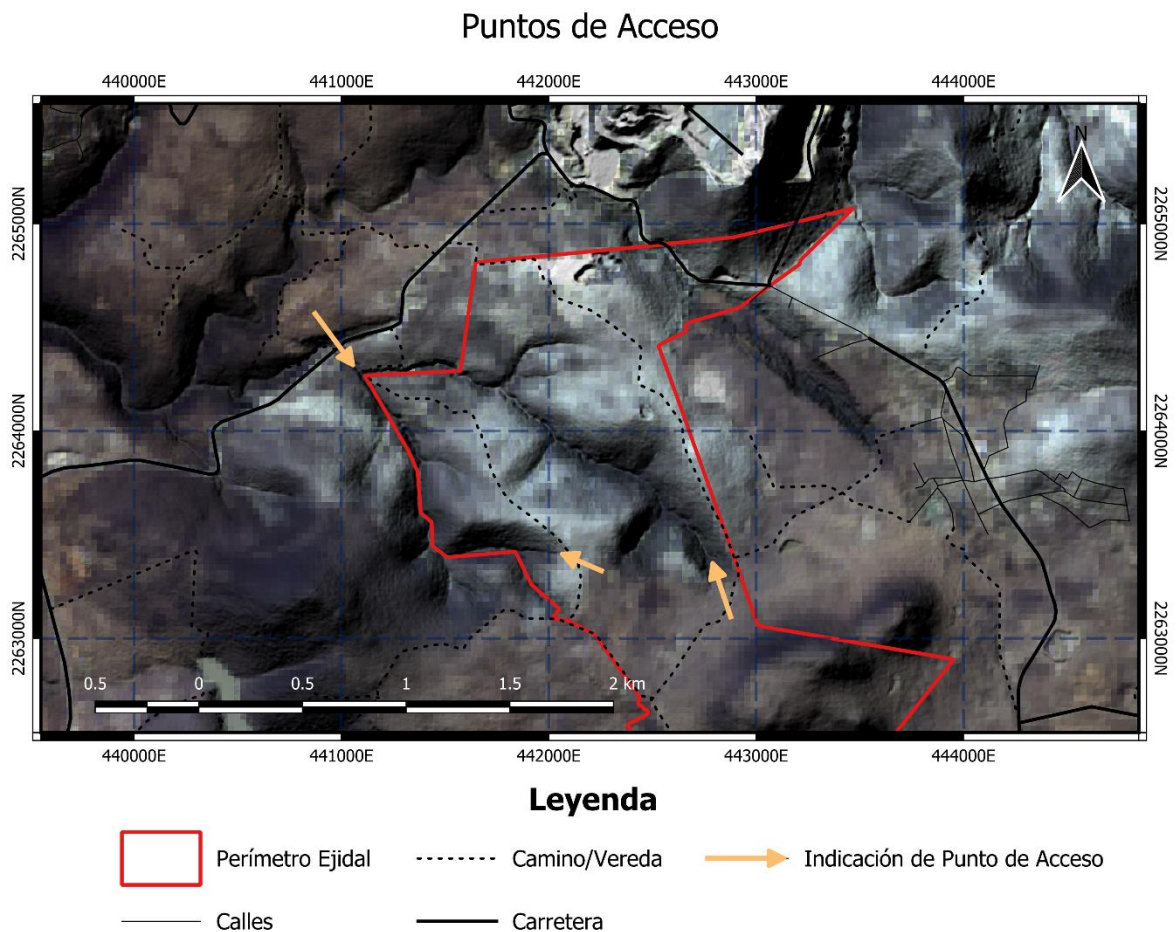 Puntos de Acceso
440000E 441000E 442000E 443000E 444000E
N
2265000N 2265000N
2264000N 2264000N
2263000N 2263000N
0.5 0 0.5 1 1.5 2 km
440000E 441000E 442000E 443000E 444000E
Leyenda
Perímetro Ejidal Camino/Vereda Indicación de Punto de Acceso
Calles Carretera